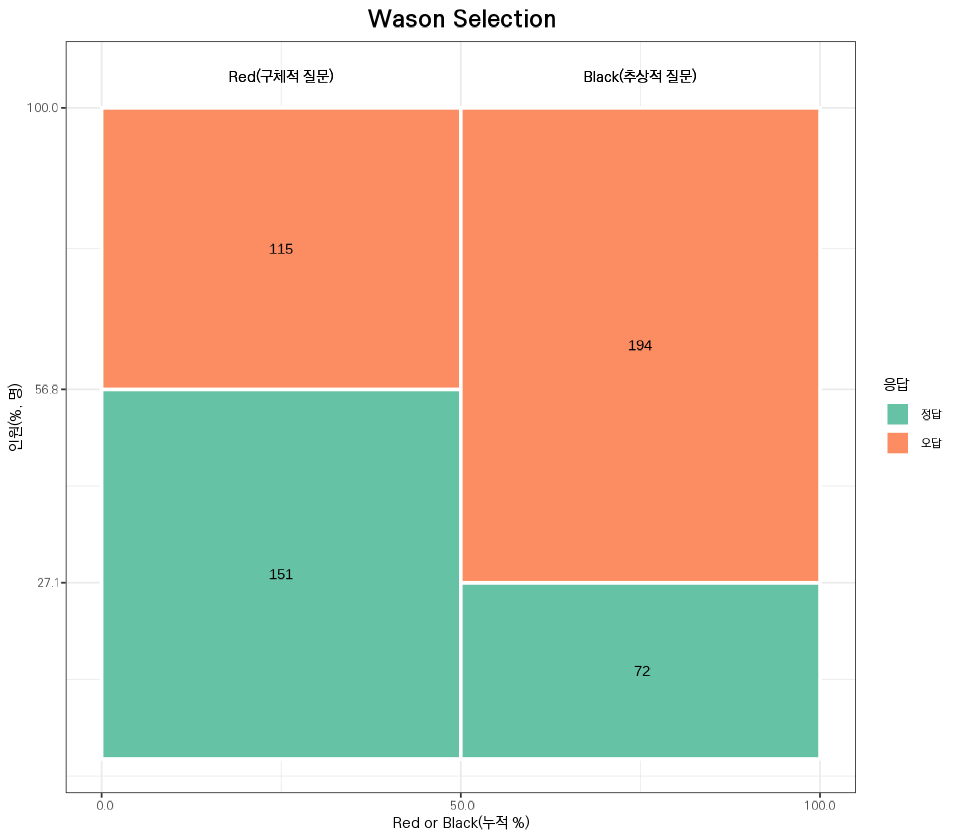 Wason Selection
Red(구체적 질문)
Black(추상적 질문)
100.0
115
194
56.8
인원(%, 명)
응답
정답
오답
151
27.1
72
0.0
50.0
100.0
Red or Black(누적 %)